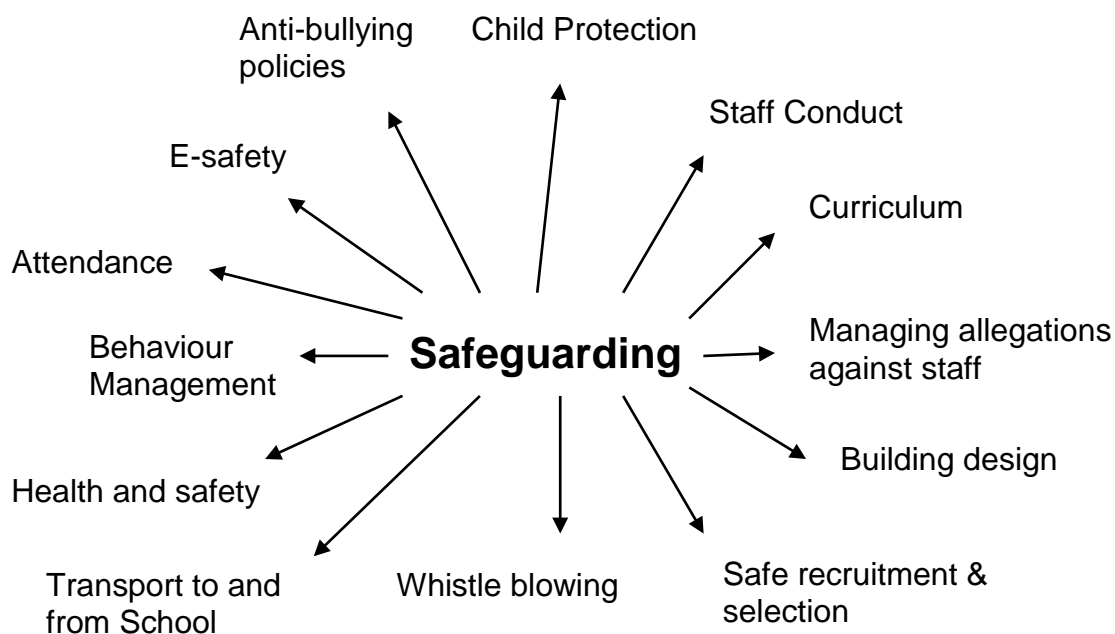 Anti-bullying
policies
Child Protection
Staff Conduct
E-safety
Curriculum
Attendance
Managing allegations
against staff
Behaviour
Management
Safeguarding
Building design
Health and safety
Safe recruitment &
selection
Transport to and
from School
Whistle blowing